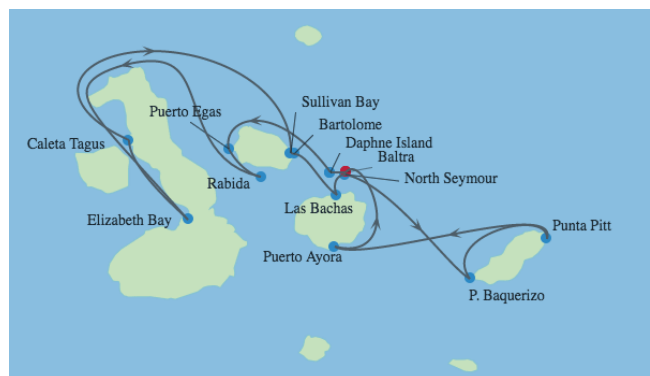 Sullivan Bay
Puerto Egas
Bartolome
Caleta Tagus
Daphne Island
Baltra
Rabida
North Seymour
Las Bachas
Elizabeth Bay
Punta Pitt
Puerto Ayora
P. Baquerizo